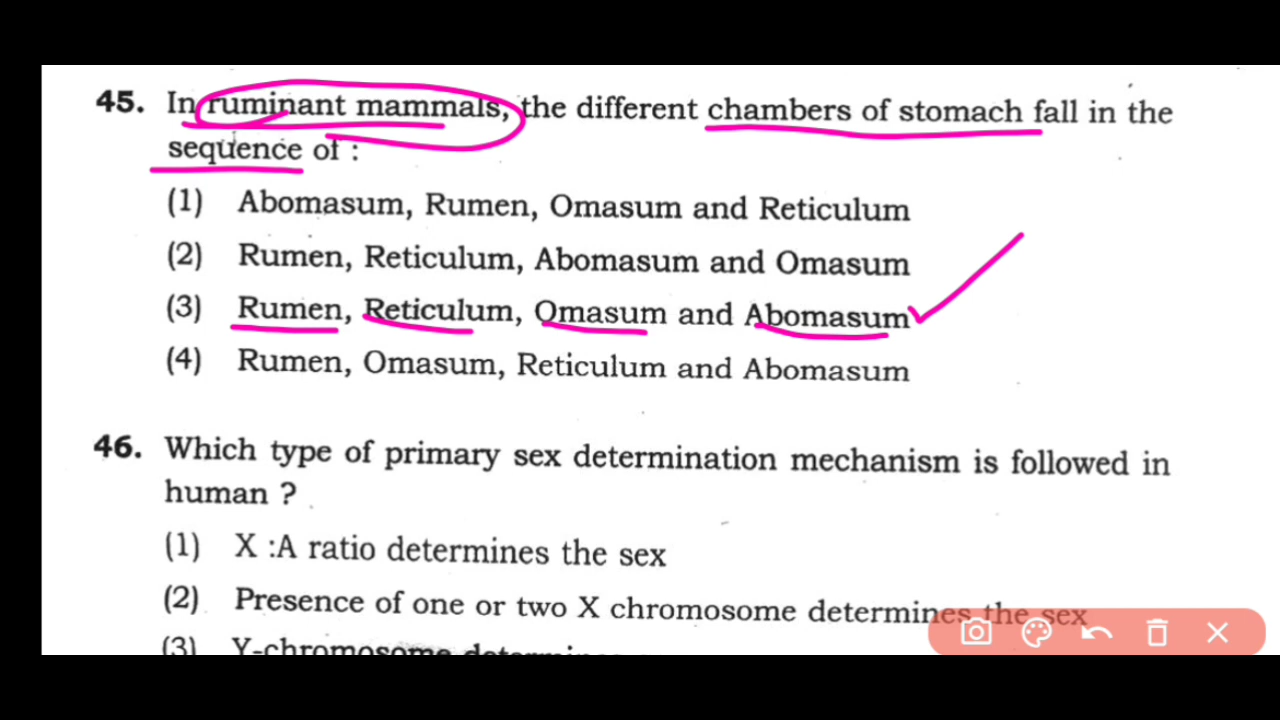 45. In ruminant mammals, the different chambers of stomach fall in the
sequence of :
(1) Abomasum, Rumen, Omasum and Reticulum
(2) Rumen, Reticulum, Abomasum and Omasum
(3) Rumen, Reticulum, Omasum and Abomasum
(4) Rumen, Omasum, Reticulum and Abomasum
46. Which type of primary sex determination mechanism is followed in
human ?
(1) X :A ratio determines the sex
(2) Presence of one or two X chromosome determines the sex
(3) Y-chromosome